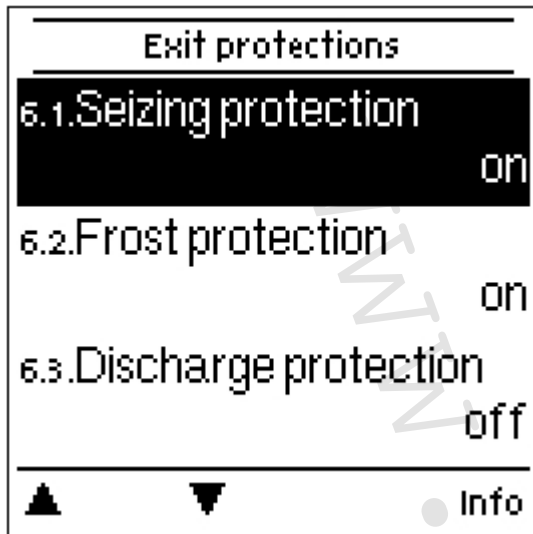 Exit protections
6.1.Seizing protection
on
6.2.Frost protection
on
6.3.Discharge protection
off
Info